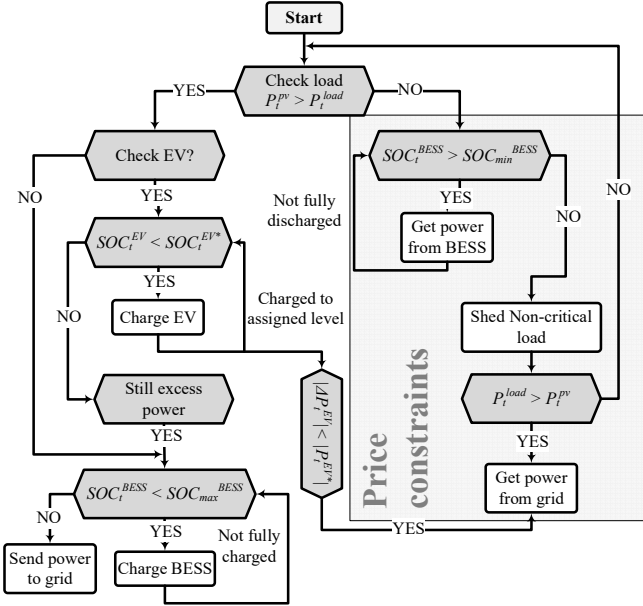 Start
Check load
P_t^pv > P_t^load
YES
NO
Check EV?
SOC_t^BESS > SOC_min^BESS
NO
YES
YES
NO
NO
Not fully
discharged
Get power
from BESS
SOC_t^EV < SOC_t^EV*
YES
NO
Charge EV
Charged to
assigned level
Shed Non-critical
load
Still excess
power
YES
|ΔP_t^EV| < |P_t^EV*|
Price
constraints
P_t^load > P_t^pv
YES
SOC_t^BESS < SOC_max^BESS
Get power
from grid
NO
YES
Not fully
charged
YES
Send power
to grid
Charge BESS